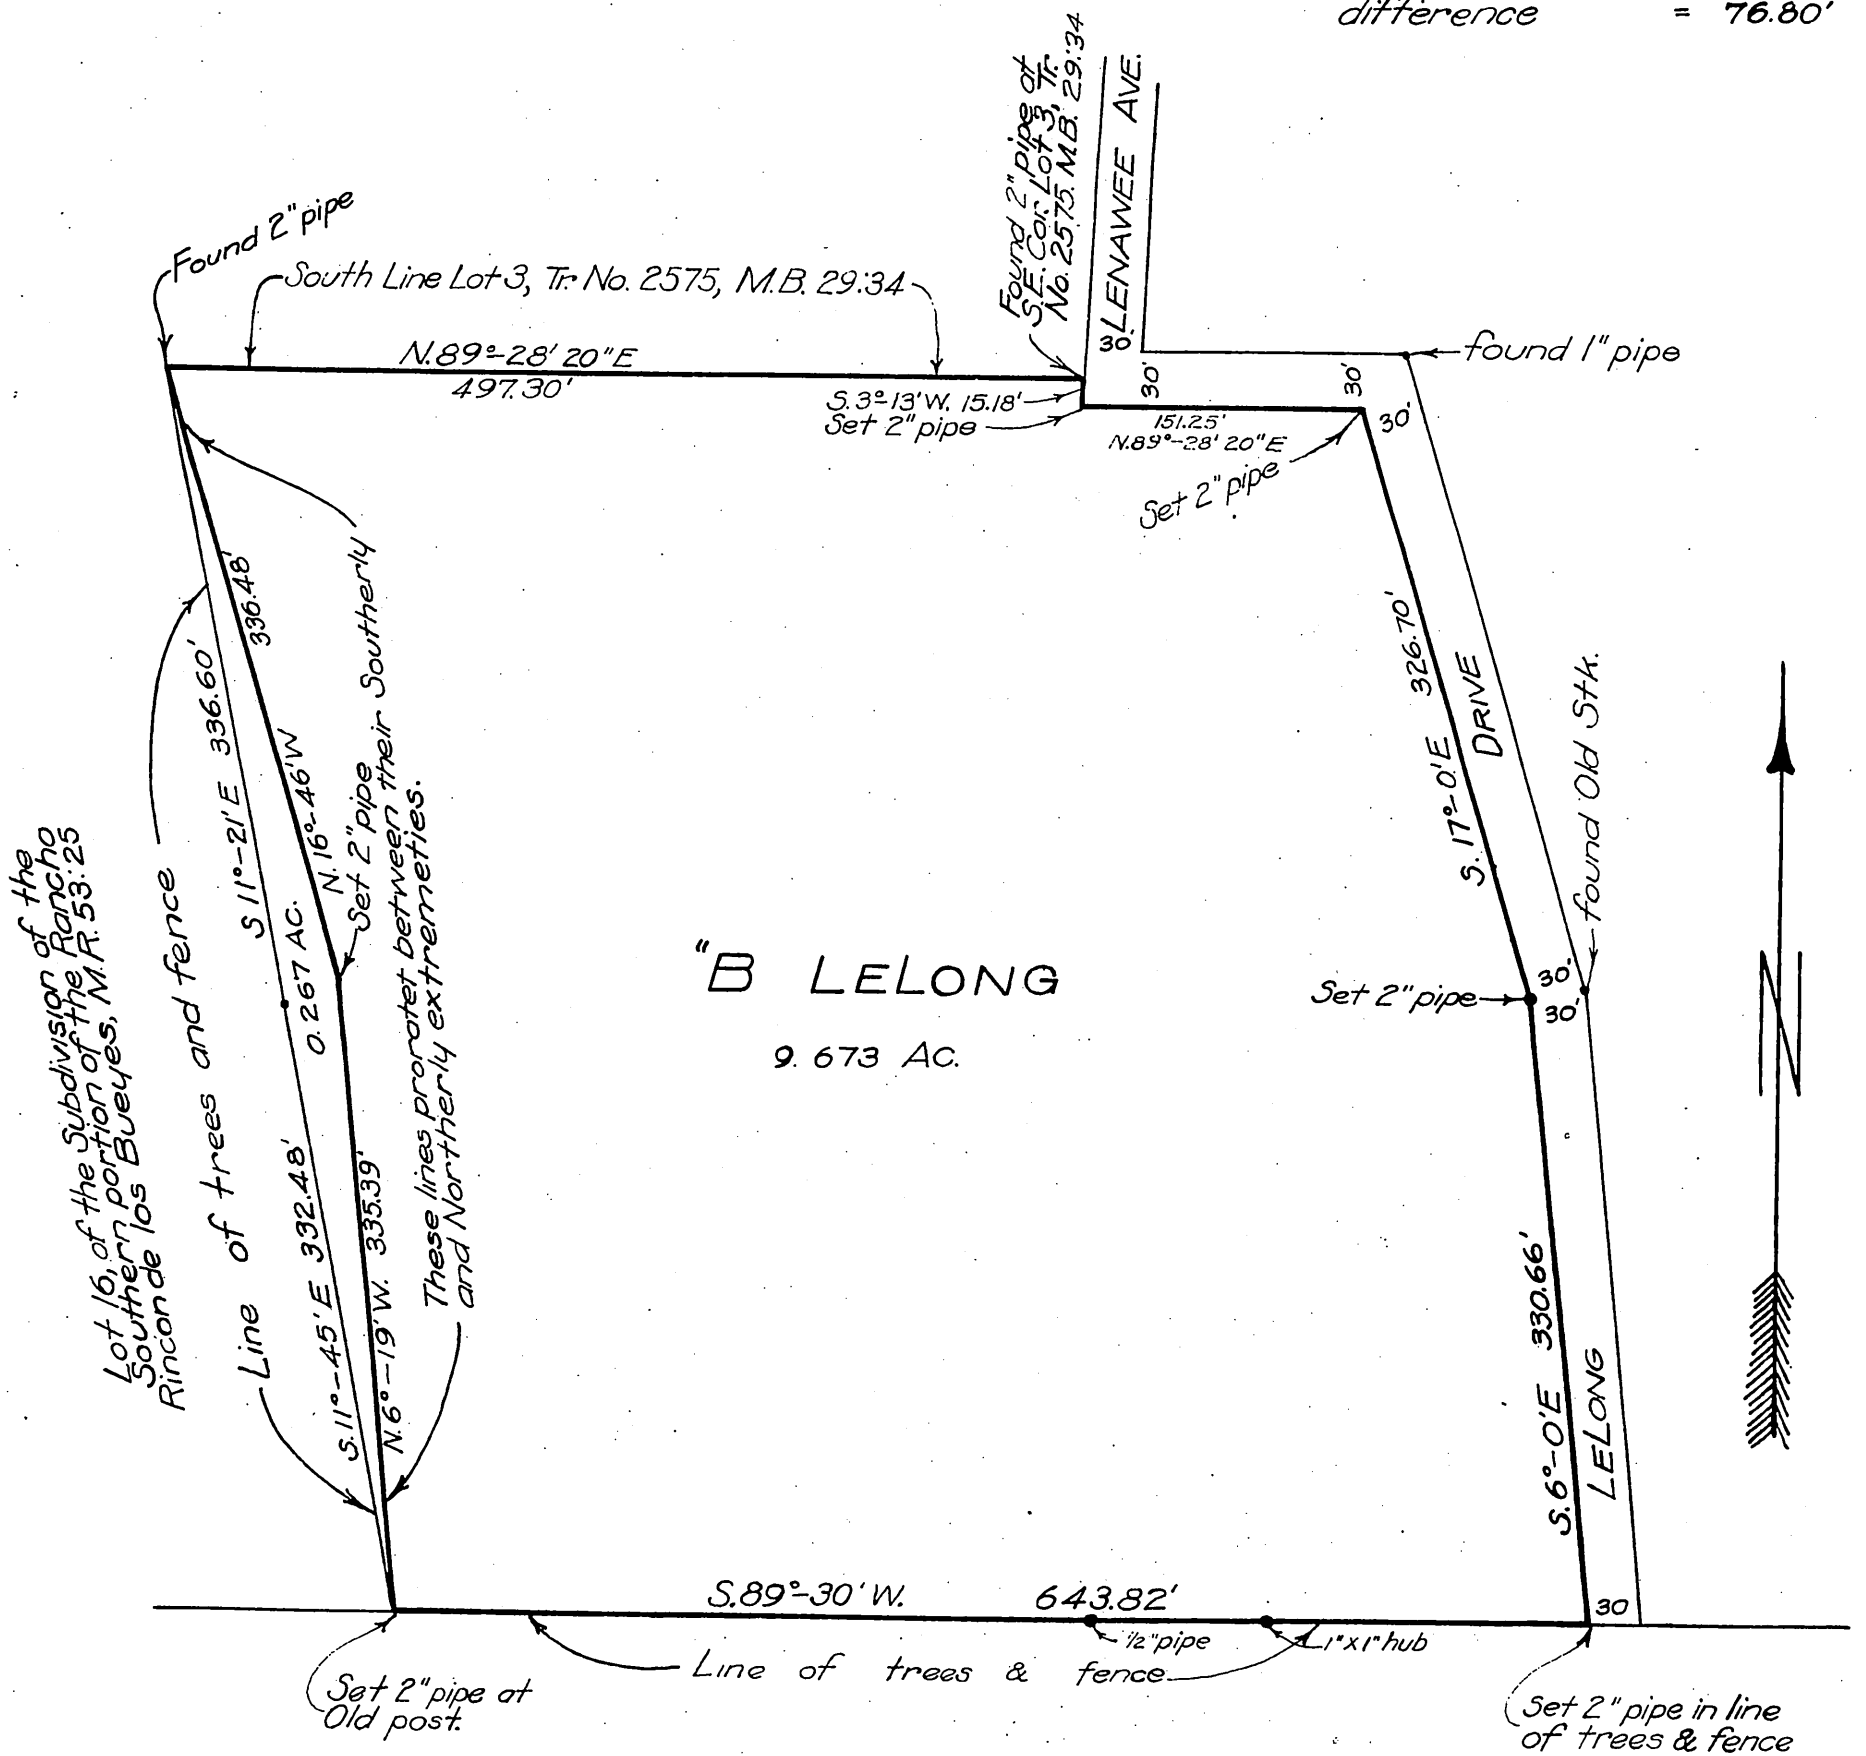 difference = 76.80'
Found 2" pipe at
S.E. Cor. Lot 3, Tr.
No. 2575. M.B. 29:34
LENAWEE AVE.
Found 2" pipe
South Line Lot 3, Tr. No. 2575, M.B. 29:34
N.89°-28' 20"E
497.30'
30'
30'
30'
found 1" pipe
S.3°-13'W. 15.18'
Set 2" pipe
151.25'
N.89°-28' 20"E
30'
Set 2" pipe
336.48'
N.16°-46'W
S 11°-21' E 336.60'
Set 2" pipe
These lines proratet between their Southerly
and Northerly extremeties.
S. 17°-0'E 326.70'
DRIVE
found Old Stk.
Lot 16, of the Subdivision of the
Southern portion of the Rancho
Rinconde los Bueyes, M.R. 53:25
Line of trees and fence
0.267 AC.
"B LELONG
9.673 AC.
Set 2" pipe
30'
30'
N
S.11°-45' E 332.48'
N.6°-19' W. 335.39'
S.6°-0'E 330.66'
LELONG
S.89°-30' W. 643.82'
30
1/2" pipe
1" x 1" hub
Line of trees & fence
Set 2" pipe at
Old post.
Set 2" pipe in line
of trees & fence